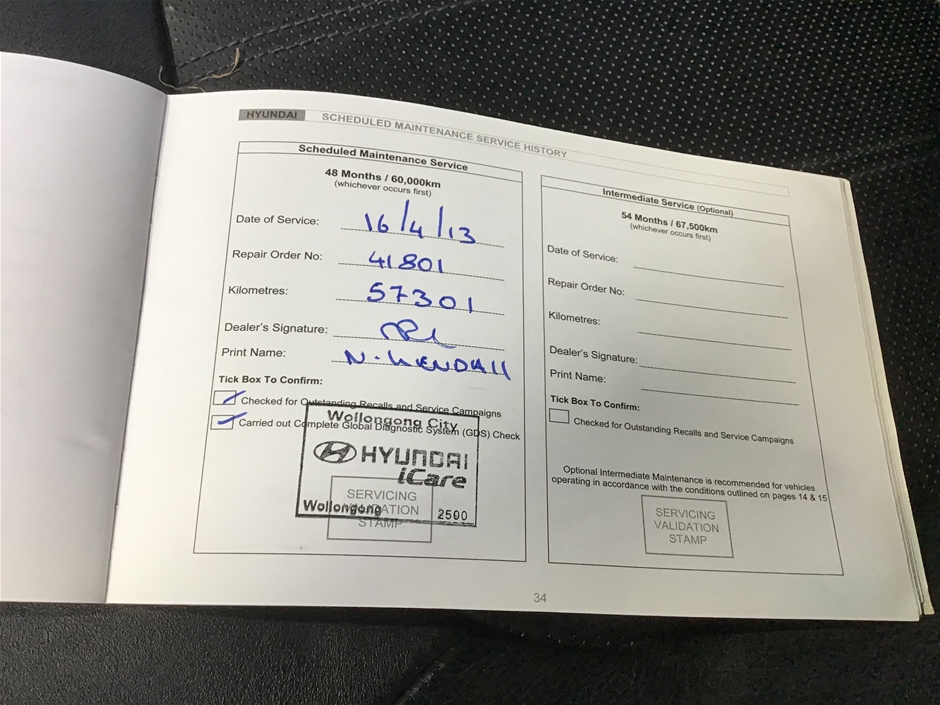 HYUNDAI SCHEDULED MAINTENANCE SERVICE HISTORY
Scheduled Maintenance Service
48 Months / 60,000km
(whichever occurs first)
Date of Service: 16/4/13
Repair Order No: 41801
Kilometres: 57301
Dealer's Signature:
Print Name: N. KENDALL
Tick Box To Confirm:
Checked for Outstanding Recalls and Service Campaigns
Carried out Complete Global Diagnostic System (GDS) Check
Wollongong City
HYUNDAI
iCare
Wollongong 2500
SERVICING
VALIDATION
STAMP
Intermediate Service (Optional)
54 Months / 67,500km
(whichever occurs first)
Date of Service:
Repair Order No:
Kilometres:
Dealer's Signature:
Print Name:
Tick Box To Confirm:
Checked for Outstanding Recalls and Service Campaigns
Optional Intermediate Maintenance is recommended for vehicles
operating in accordance with the conditions outlined on pages 14 & 15
SERVICING
VALIDATION
STAMP
34